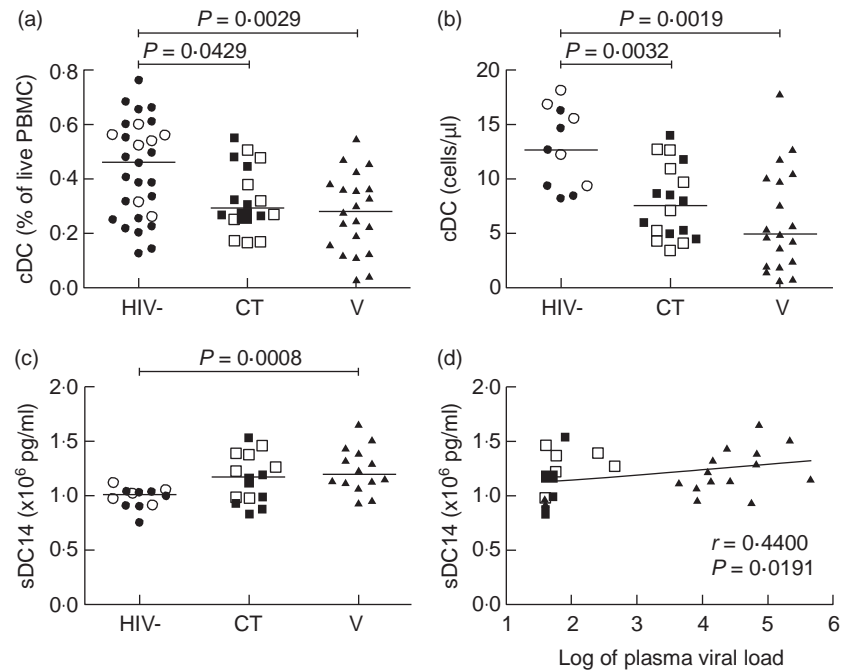 (a)
P = 0·0029
P = 0·0429
0·8
0·6
0·4
0·2
0·0
cDC (% of live PBMC)
HIV- CT V
(b)
P = 0·0019
P = 0·0032
20
15
10
5
0
cDC (cells/µl)
HIV- CT V
(c)
P = 0·0008
2·0
1·5
1·0
0·5
0·0
sDC14 (x10⁶ pg/ml)
HIV- CT V
(d)
2·0
1·5
1·0
0·5
0·0
sDC14 (x10⁶ pg/ml)
r = 0·4400
P = 0·0191
1 2 3 4 5 6
Log of plasma viral load